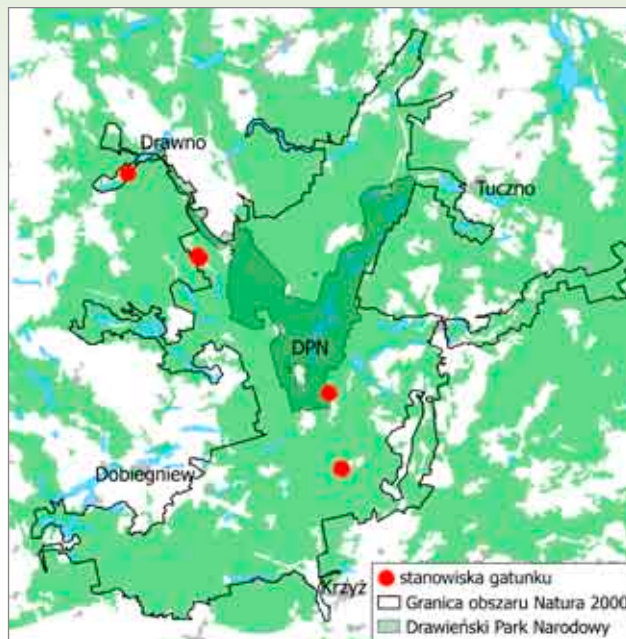 Drawno
Tuczno
DPN
Dobiegniew
Krzyż
stanowiska gatunku
Granica obszaru Natura 2000
Drawieński Park Narodowy